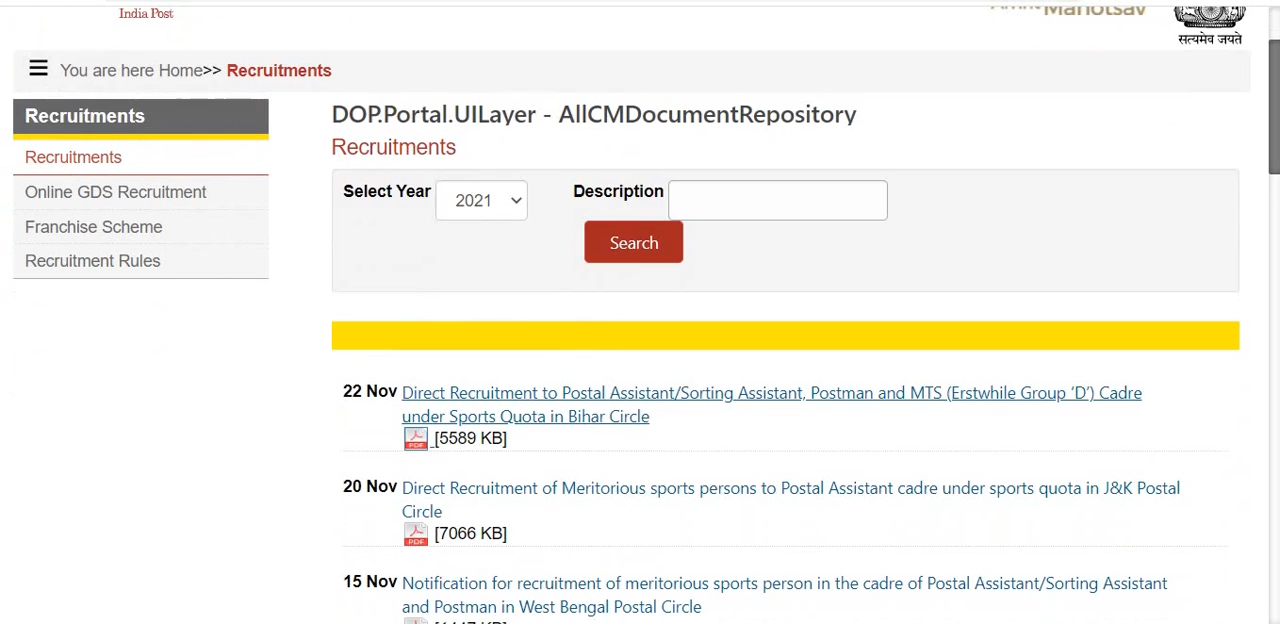 India Post
Mahotsav
सत्यमेव जयते
☰ You are here Home>> Recruitments
Recruitments
Recruitments
Online GDS Recruitment
Franchise Scheme
Recruitment Rules
DOP.Portal.UILayer - AllCMDocumentRepository
Recruitments
Select Year 2021 Description
Search
22 Nov Direct Recruitment to Postal Assistant/Sorting Assistant, Postman and MTS (Erstwhile Group ‘D’) Cadre
under Sports Quota in Bihar Circle
PDF [5589 KB]
20 Nov Direct Recruitment of Meritorious sports persons to Postal Assistant cadre under sports quota in J&K Postal
Circle
PDF [7066 KB]
15 Nov Notification for recruitment of meritorious sports person in the cadre of Postal Assistant/Sorting Assistant
and Postman in West Bengal Postal Circle